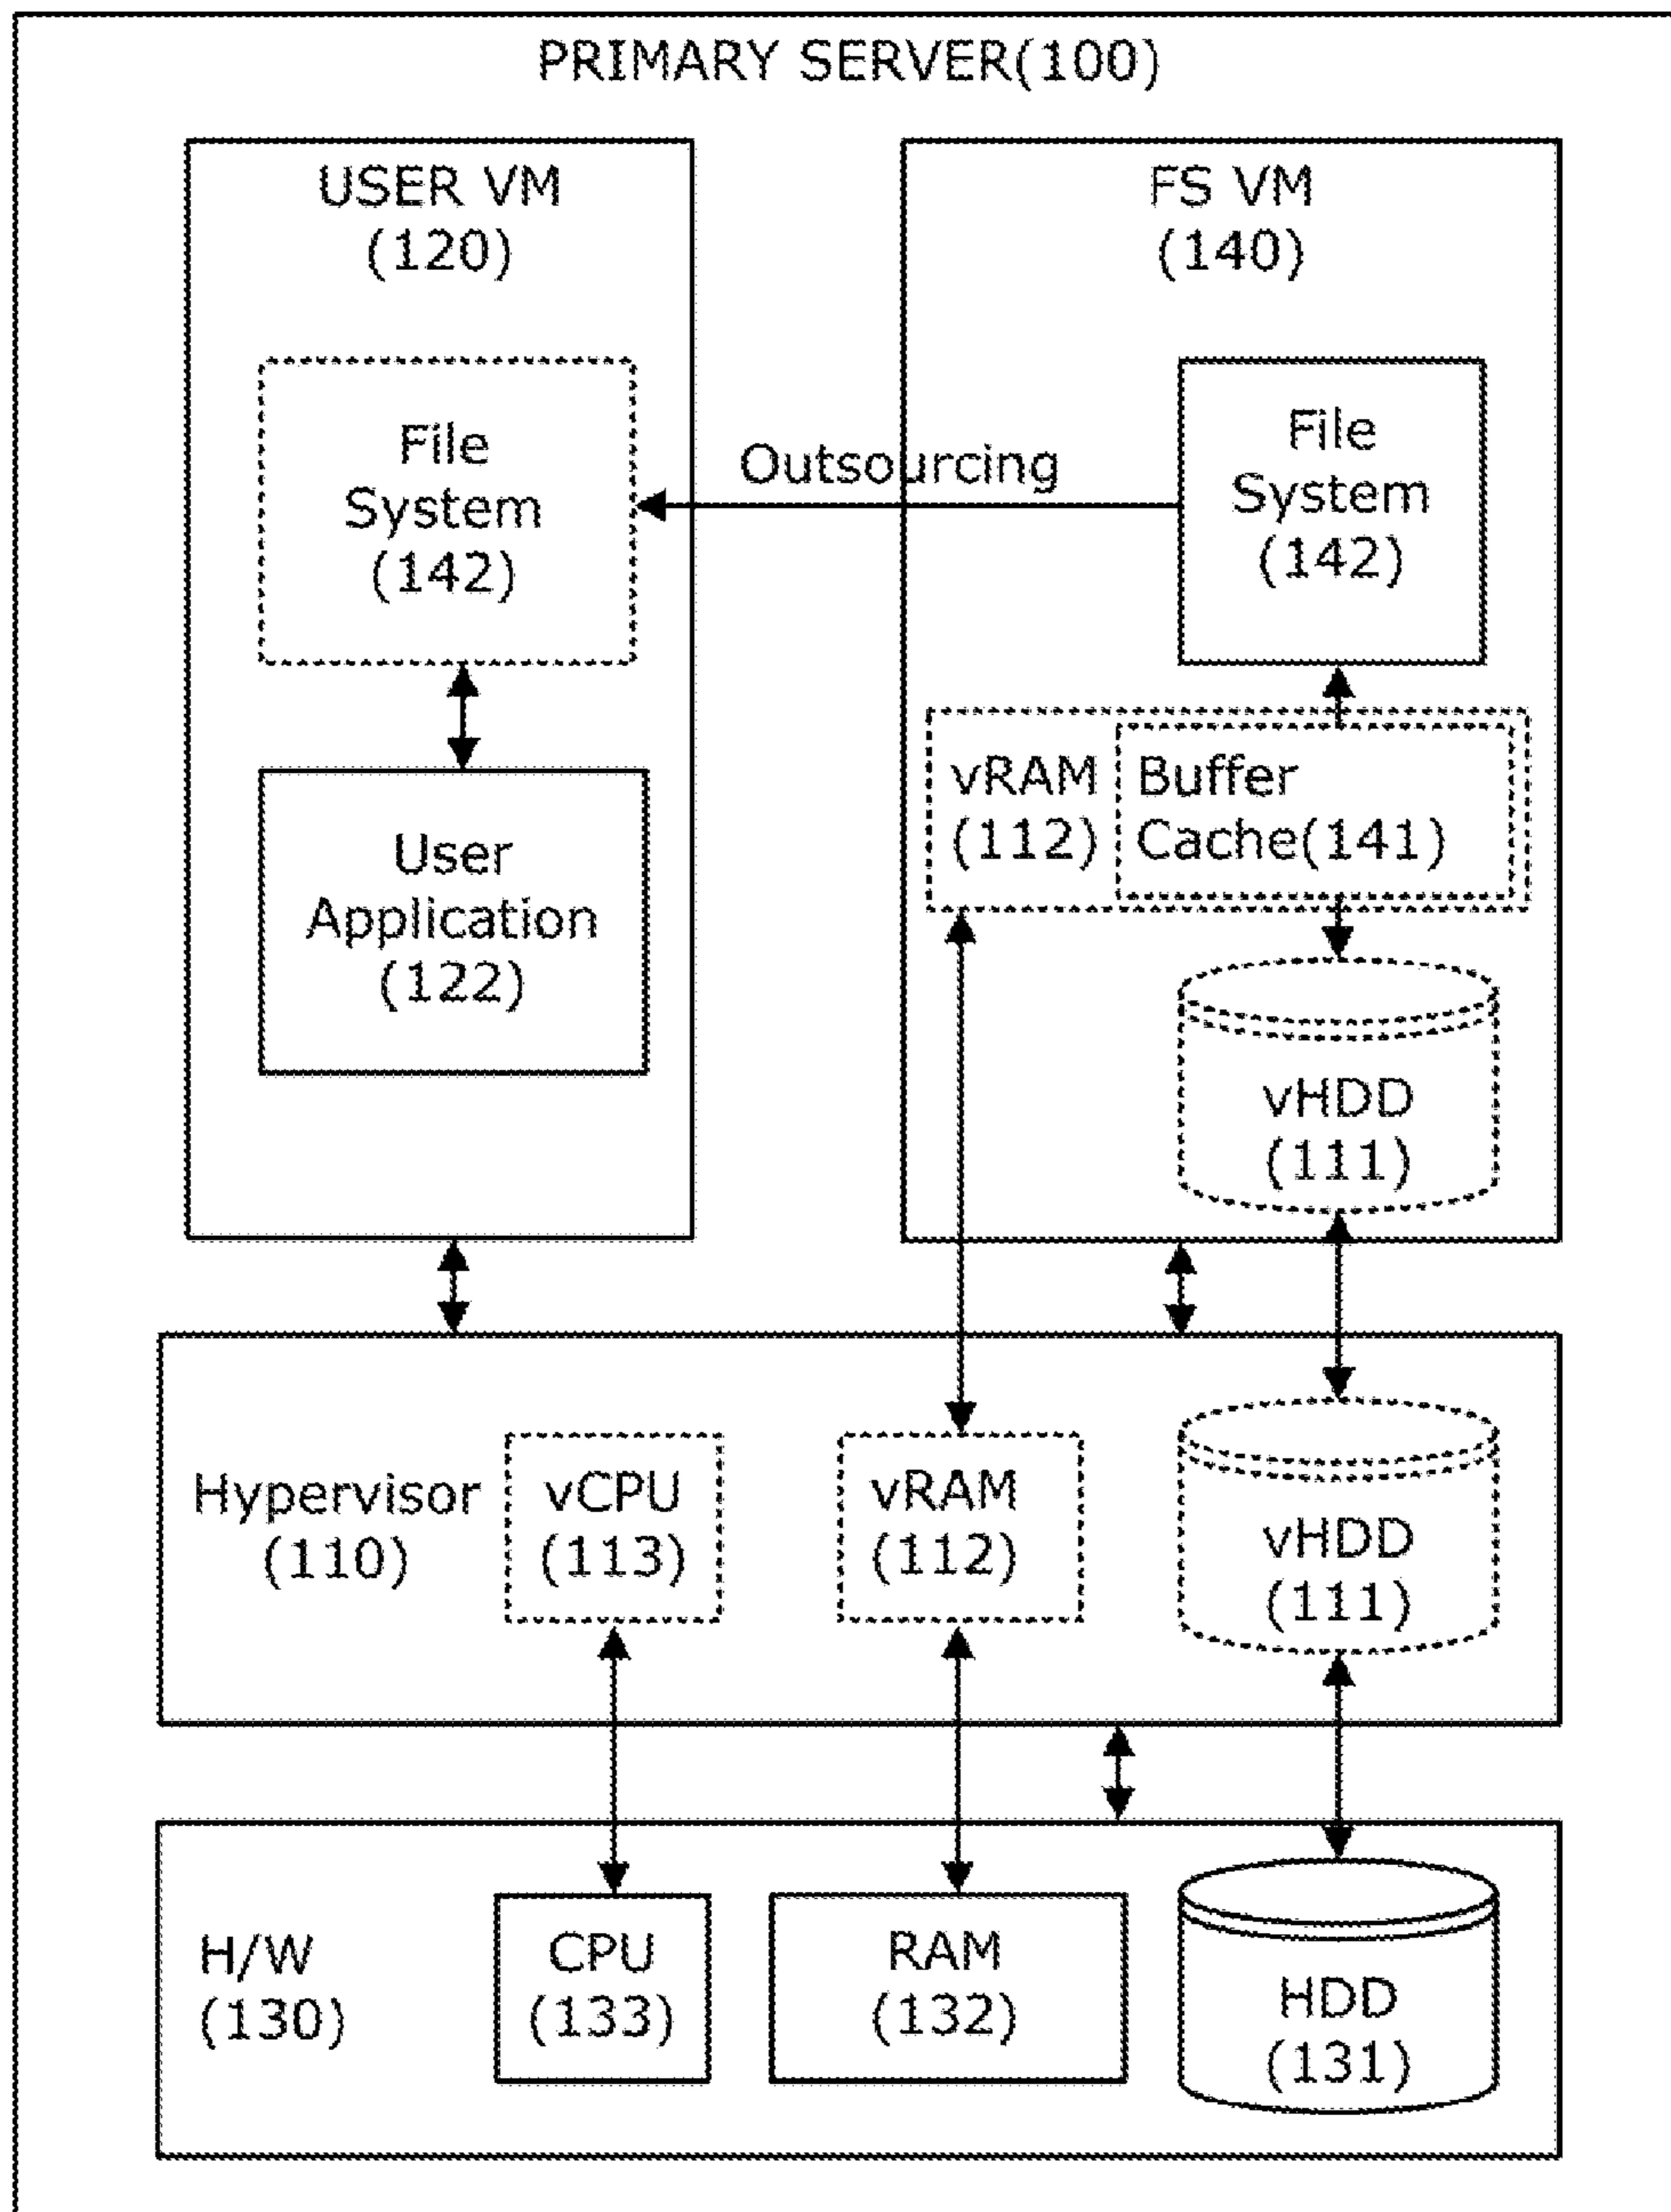 PRIMARY SERVER(100)
USER VM
(120)
File
System
(142)
User
Application
(122)
Outsourcing
FS VM
(140)
File
System
(142)
vRAM
(112)
Buffer
Cache(141)
vHDD
(111)
Hypervisor
(110)
vCPU
(113)
vRAM
(112)
vHDD
(111)
H/W
(130)
CPU
(133)
RAM
(132)
HDD
(131)